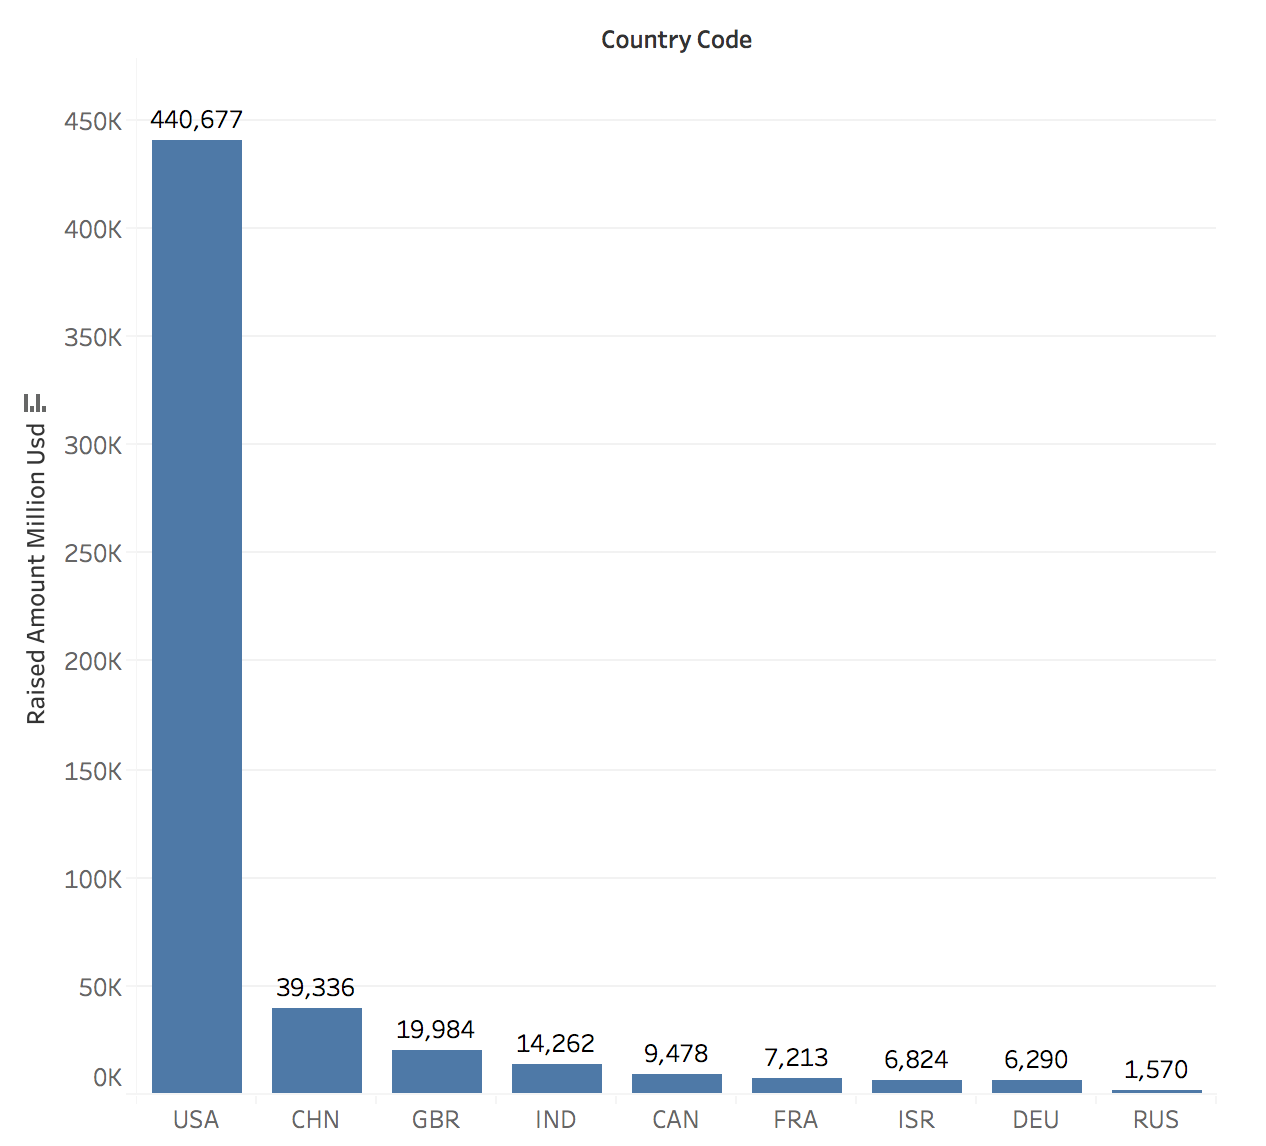 Country Code
Raised Amount Million Usd
450K
400K
350K
300K
250K
200K
150K
100K
50K
0K
440,677
39,336
19,984
14,262
9,478
7,213
6,824
6,290
1,570
USA
CHN
GBR
IND
CAN
FRA
ISR
DEU
RUS